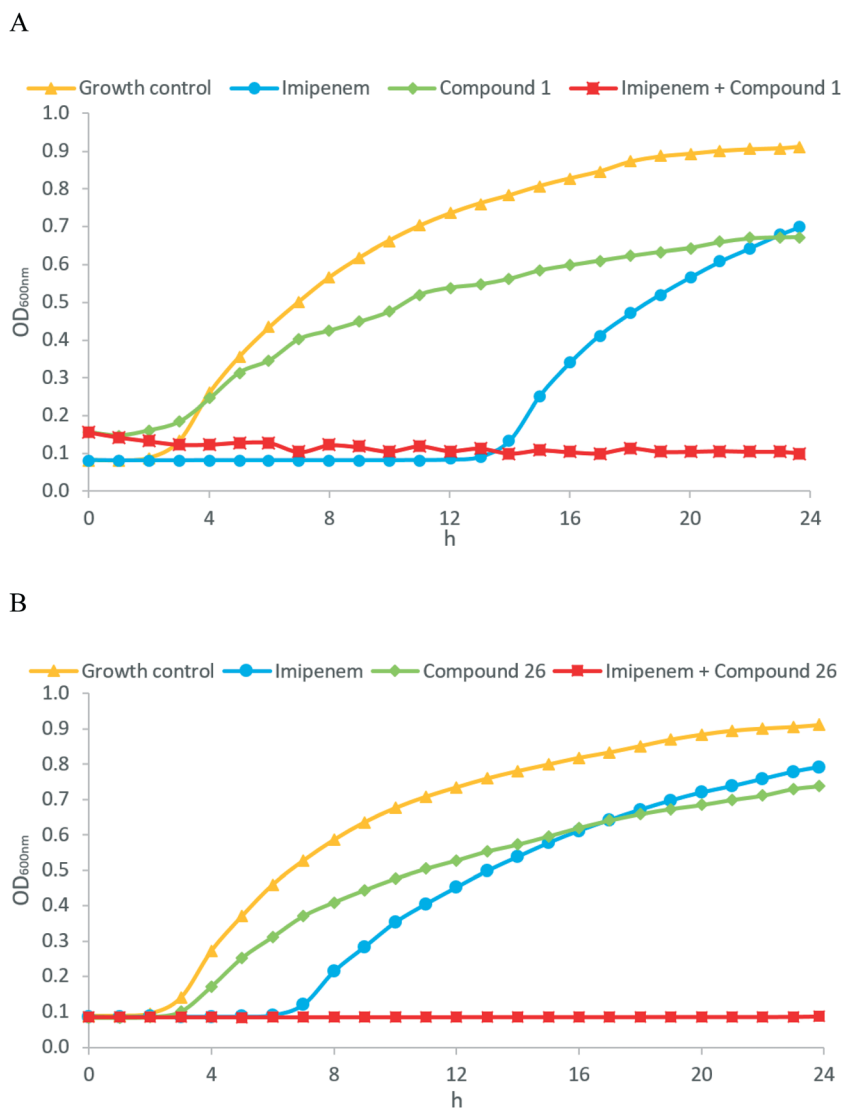 A
Growth control Imipenem Compound 1 Imipenem + Compound 1
1.0
0.9
0.8
0.7
0.6
0.5
0.4
0.3
0.2
0.1
0.0
OD600nm
0 4 8 12 16 20 24
h
B
Growth control Imipenem Compound 26 Imipenem + Compound 26
1.0
0.9
0.8
0.7
0.6
0.5
0.4
0.3
0.2
0.1
0.0
OD600nm
0 4 8 12 16 20 24
h